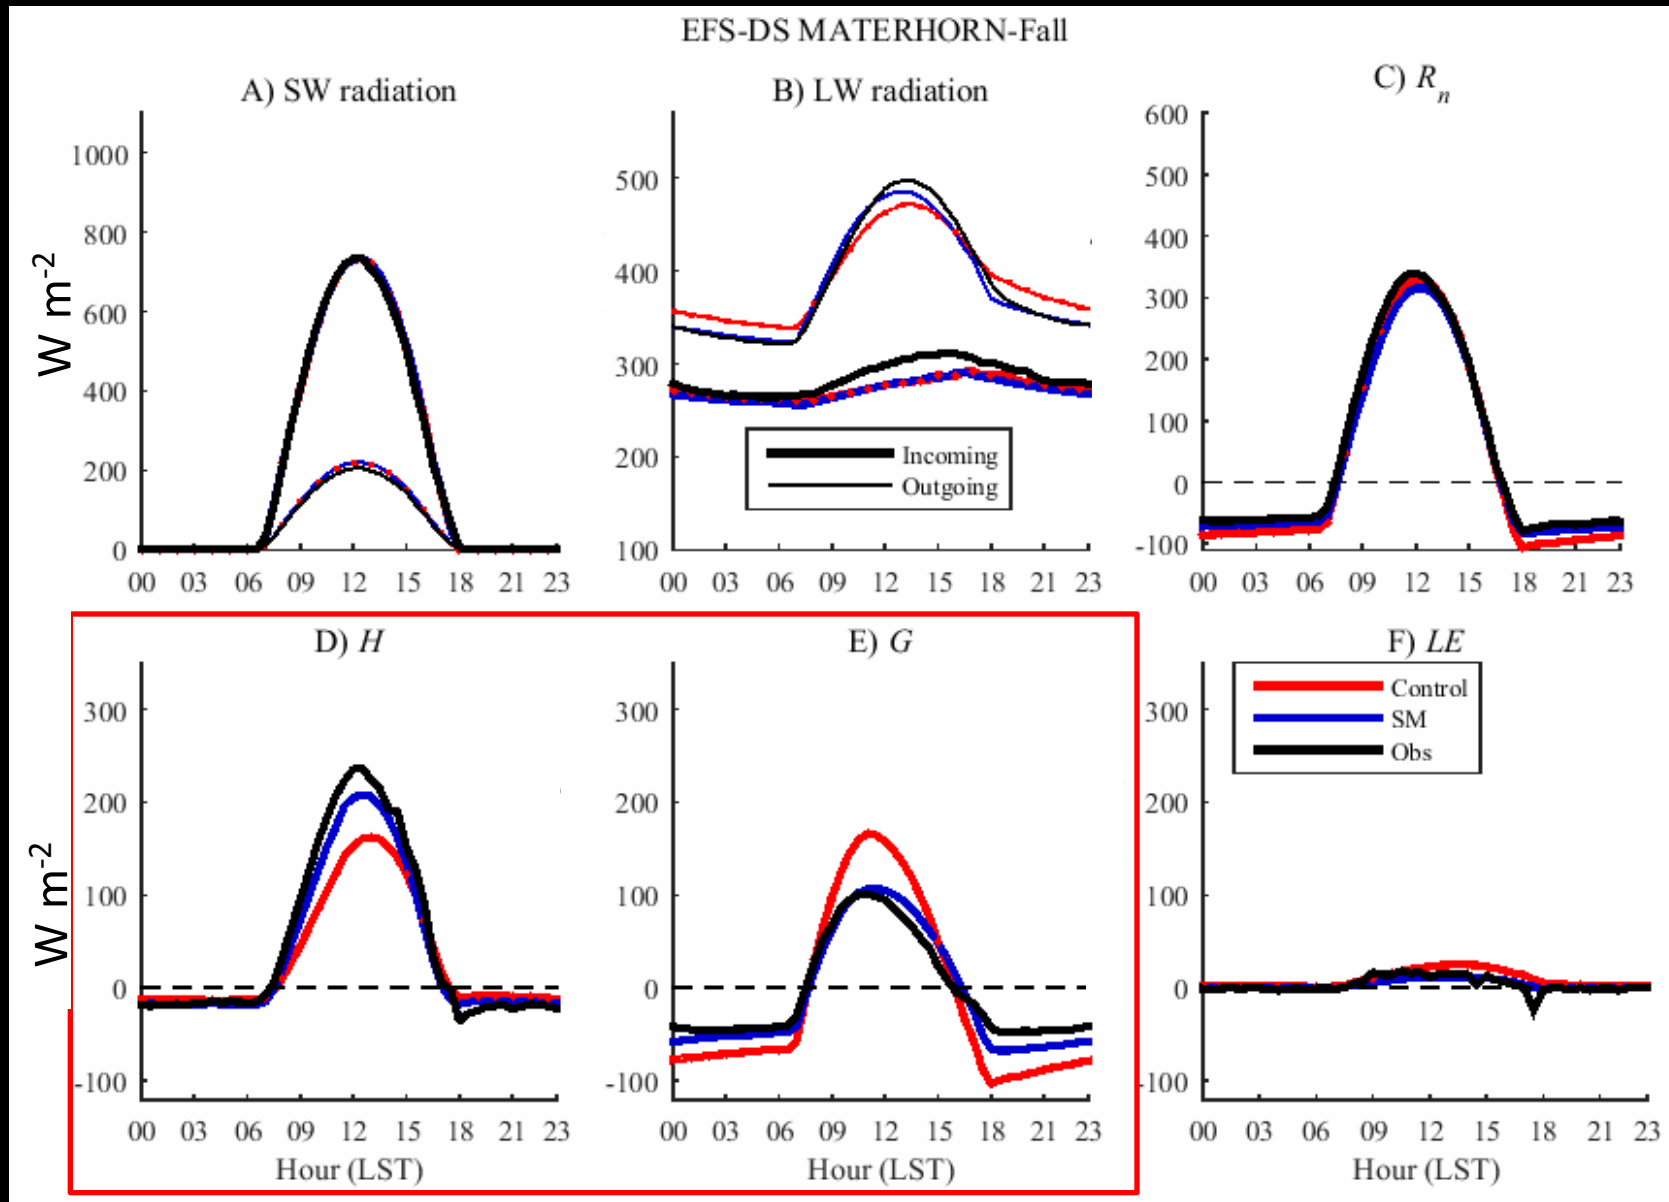 EFS-DS MATERHORN-Fall
A) SW radiation
B) LW radiation
C) Rn
W m-2
1000
800
600
400
200
0
00 03 06 09 12 15 18 21 23
500
400
300
200
100
Incoming
Outgoing
00 03 06 09 12 15 18 21 23
600
500
400
300
200
100
0
-100
00 03 06 09 12 15 18 21 23
D) H
E) G
F) LE
W m-2
300
200
100
0
-100
00 03 06 09 12 15 18 21 23
Hour (LST)
300
200
100
0
-100
00 03 06 09 12 15 18 21 23
Hour (LST)
300
200
100
0
-100
Control
SM
Obs
00 03 06 09 12 15 18 21 23
Hour (LST)